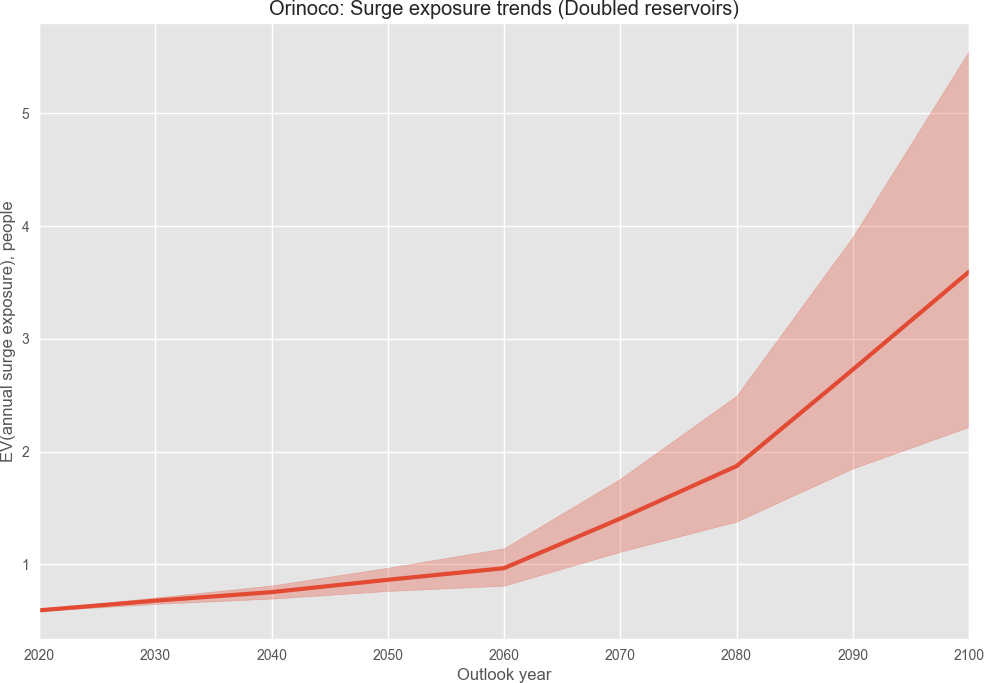 Orinoco: Surge exposure trends (Doubled reservoirs)
EV(annual surge exposure), people
5
4
3
2
1
2020 2030 2040 2050 2060 2070 2080 2090 2100
Outlook year